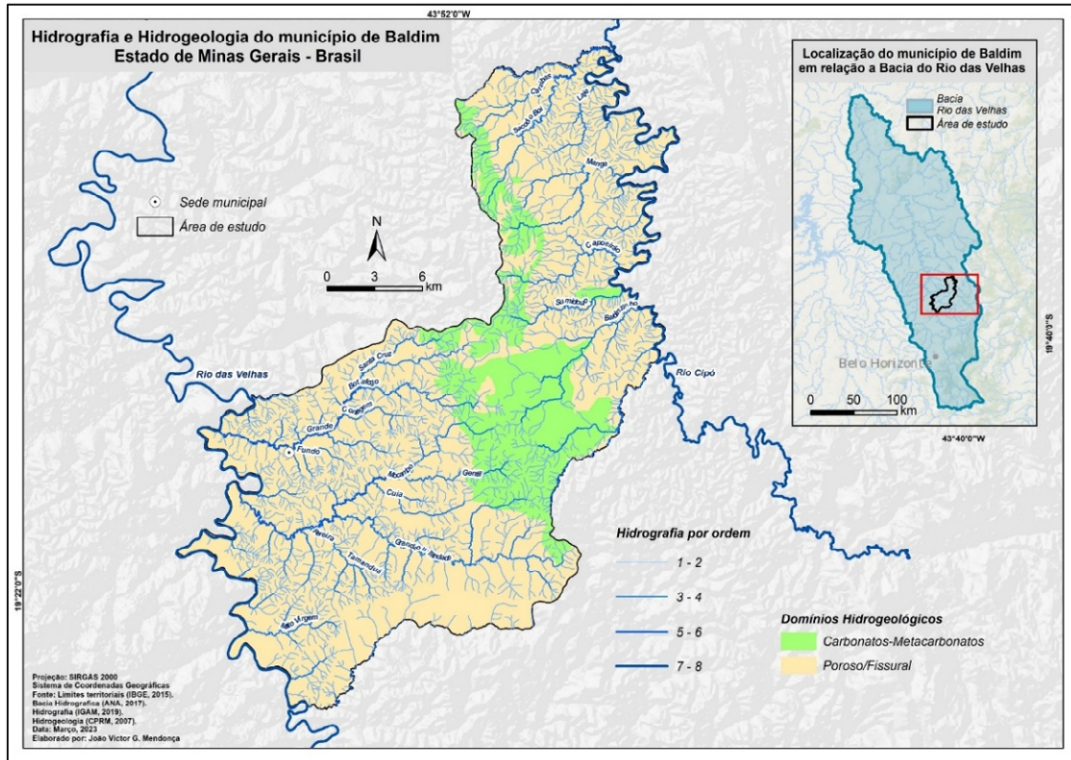 43°52'0"W
Hidrografia e Hidrogeologia do município de Baldim
Estado de Minas Gerais - Brasil
Localização do município de Baldim
em relação a Bacia do Rio das Velhas
Bacia
Rio das Velhas
Área de estudo
Belo Horizonte
0 50 100
km
43°40'0"W
19°40'0"S
Sede municipal
Área de estudo
N
0 3 6
km
Laje
Mange
Sumidouro
Rio Cipó
Santa Cruz
Rio das Velhas
Grande
Fundo
Mocambo
Gentil
Cuia
Pereira
Tamanduá
19°22'0"S
Hidrografia por ordem
1 - 2
3 - 4
5 - 6
7 - 8
Domínios Hidrogeológicos
Carbonatos-Metacarbonatos
Poroso/Fissural
Projeção: SIRGAS 2000
Sistema de Coordenadas Geográficas
Fonte: Limites territoriais (IBGE, 2015).
Bacia Hidrográfica (ANA, 2017).
Hidrografia (IGAM, 2019).
Hidrogeologia (CPRM, 2007).
Data: Março, 2023
Elaborado por: João Victor G. Mendonça